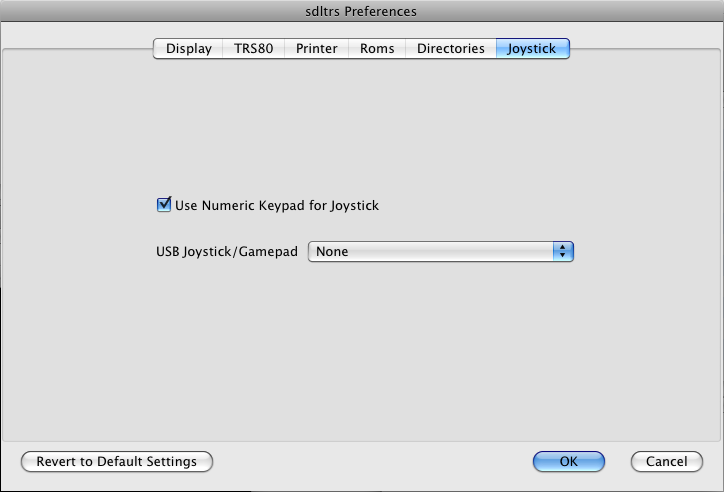 sdltrs Preferences
Display TRS80 Printer Roms Directories Joystick
Use Numeric Keypad for Joystick
USB Joystick/Gamepad None
Revert to Default Settings OK Cancel